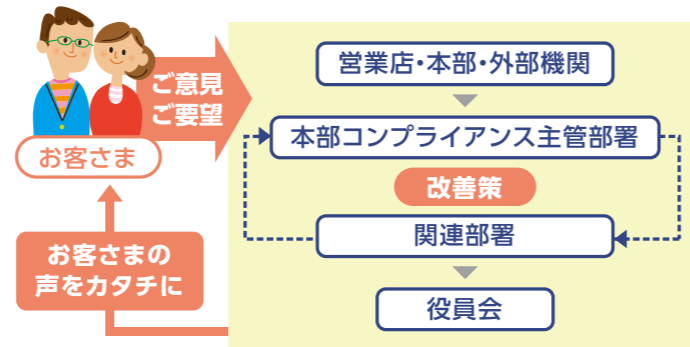 ご意見
ご要望
お客さま
お客さまの
声をカタチに
営業店・本部・外部機関
本部コンプライアンス主管部署
改善策
関連部署
役員会